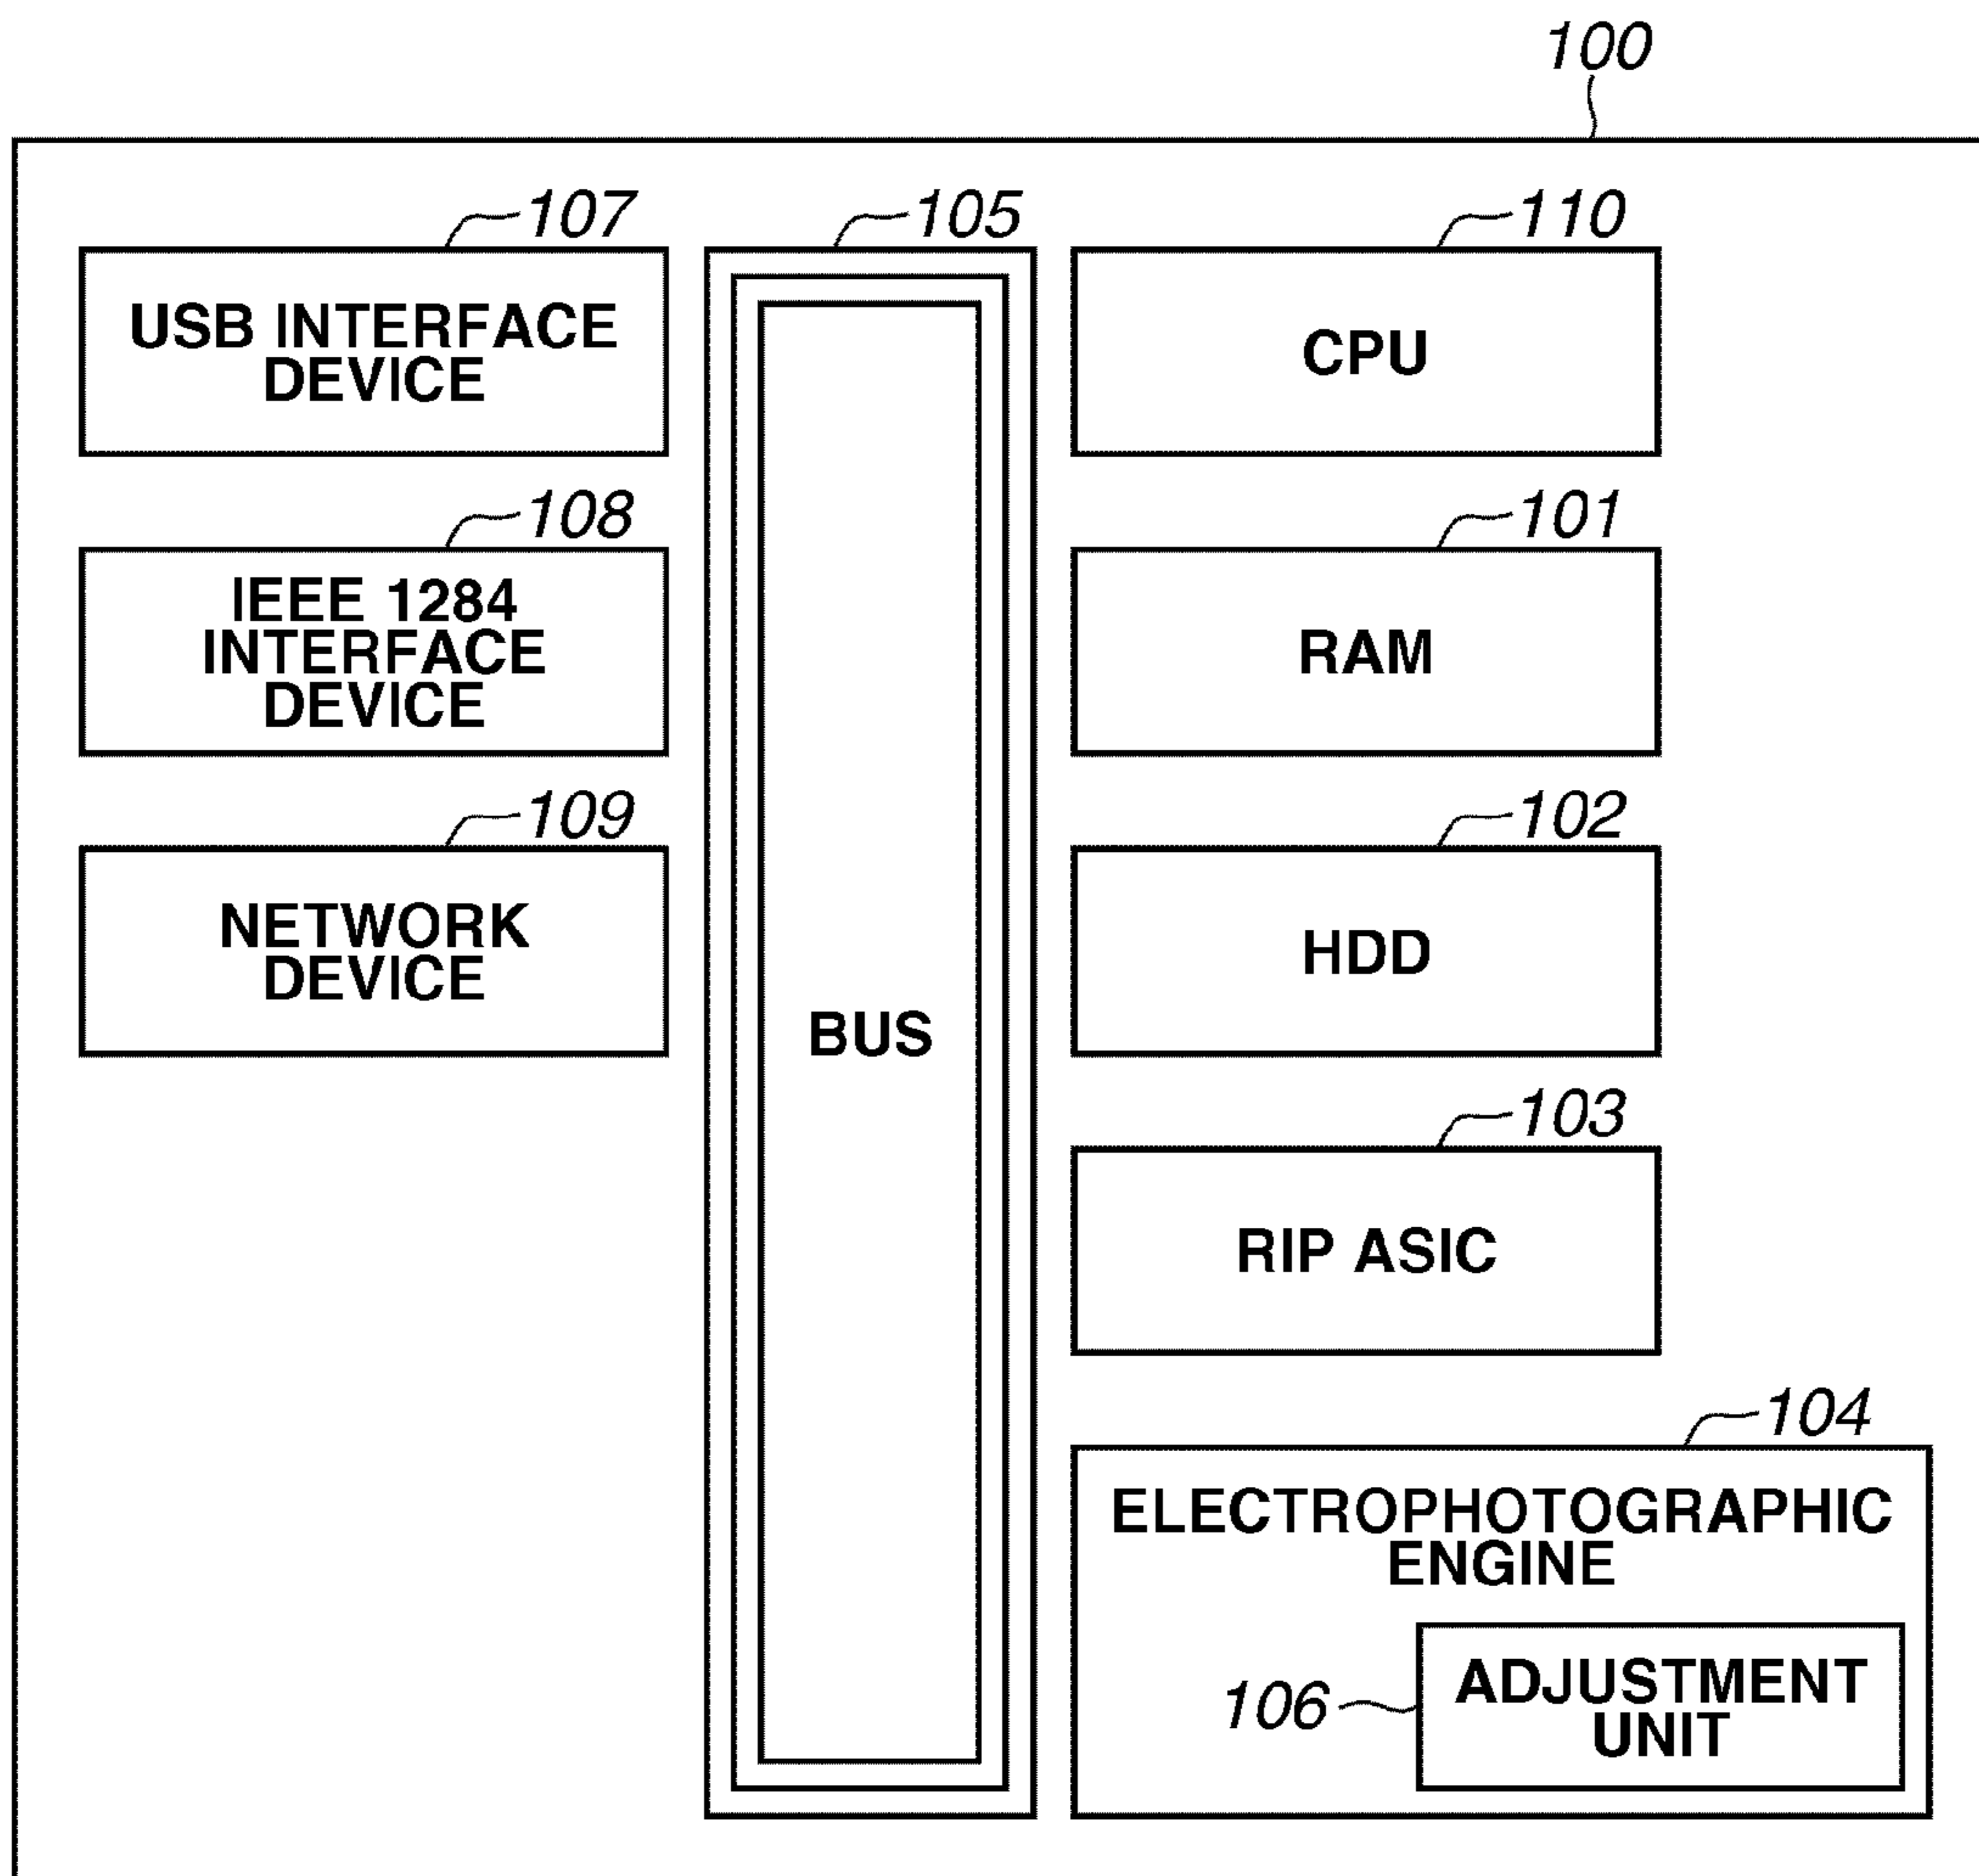 100
107
USB INTERFACE
DEVICE
108
IEEE 1284
INTERFACE
DEVICE
109
NETWORK
DEVICE
105
BUS
110
CPU
101
RAM
102
HDD
103
RIP ASIC
104
ELECTROPHOTOGRAPHIC
ENGINE
106
ADJUSTMENT
UNIT